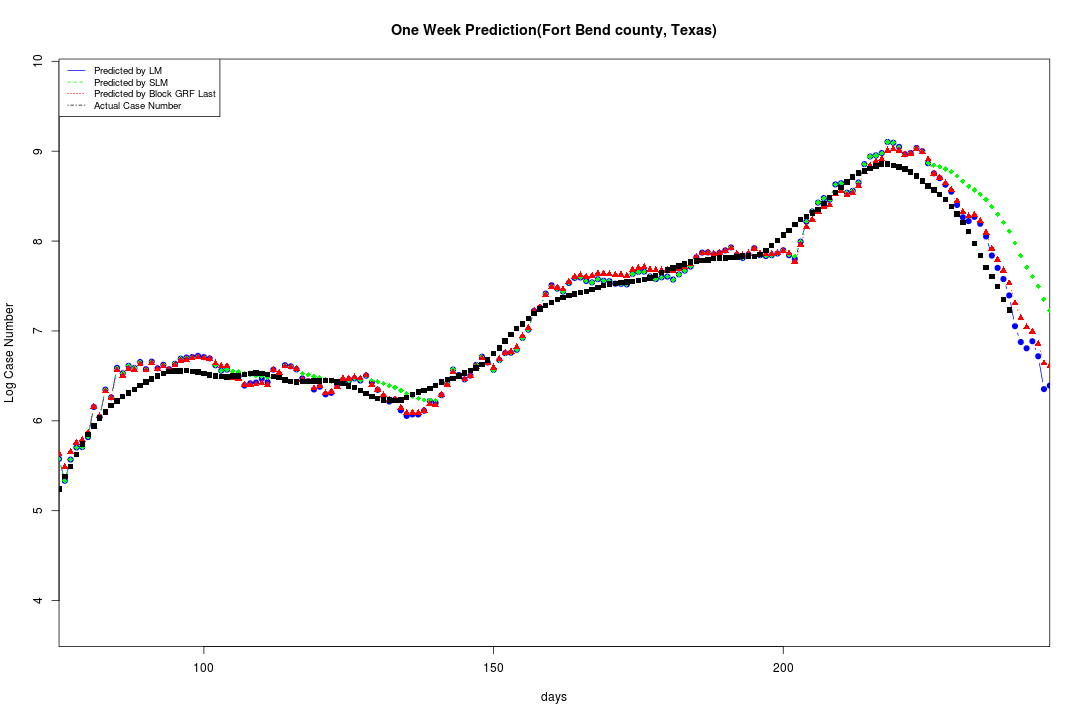 One Week Prediction(Fort Bend county, Texas)
Predicted by LM
Predicted by SLM
Predicted by Block GRF Last
Actual Case Number
10
9
8
7
6
5
4
Log Case Number
100
150
200
days